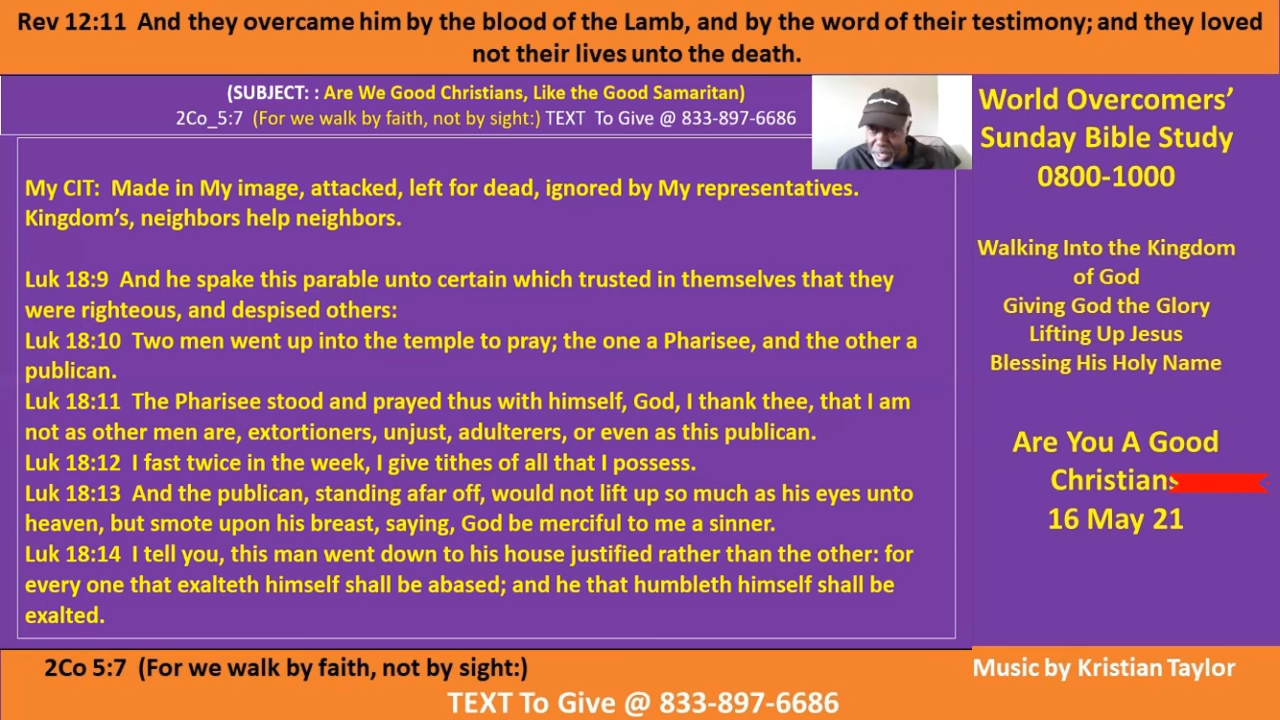 Rev 12:11  And they overcame him by the blood of the Lamb, and by the word of their testimony; and they loved
not their lives unto the death.
(SUBJECT: : Are We Good Christians, Like the Good Samaritan)
2Co_5:7  (For we walk by faith, not by sight:) TEXT  To Give @ 833-897-6686
My CIT:  Made in My image, attacked, left for dead, ignored by My representatives.
Kingdom's, neighbors help neighbors.
Luk 18:9  And he spake this parable unto certain which trusted in themselves that they
were righteous, and despised others:
Luk 18:10  Two men went up into the temple to pray; the one a Pharisee, and the other a
publican.
Luk 18:11  The Pharisee stood and prayed thus with himself, God, I thank thee, that I am
not as other men are, extortioners, unjust, adulterers, or even as this publican.
Luk 18:12  I fast twice in the week, I give tithes of all that I possess.
Luk 18:13  And the publican, standing afar off, would not lift up so much as his eyes unto
heaven, but smote upon his breast, saying, God be merciful to me a sinner.
Luk 18:14  I tell you, this man went down to his house justified rather than the other: for
every one that exalteth himself shall be abased; and he that humbleth himself shall be
exalted.
World Overcomers'
Sunday Bible Study
0800-1000
Walking Into the Kingdom
of God
Giving God the Glory
Lifting Up Jesus
Blessing His Holy Name
Are You A Good
Christians
16 May 21
2Co 5:7  (For we walk by faith, not by sight:)
Music by Kristian Taylor
TEXT To Give @ 833-897-6686